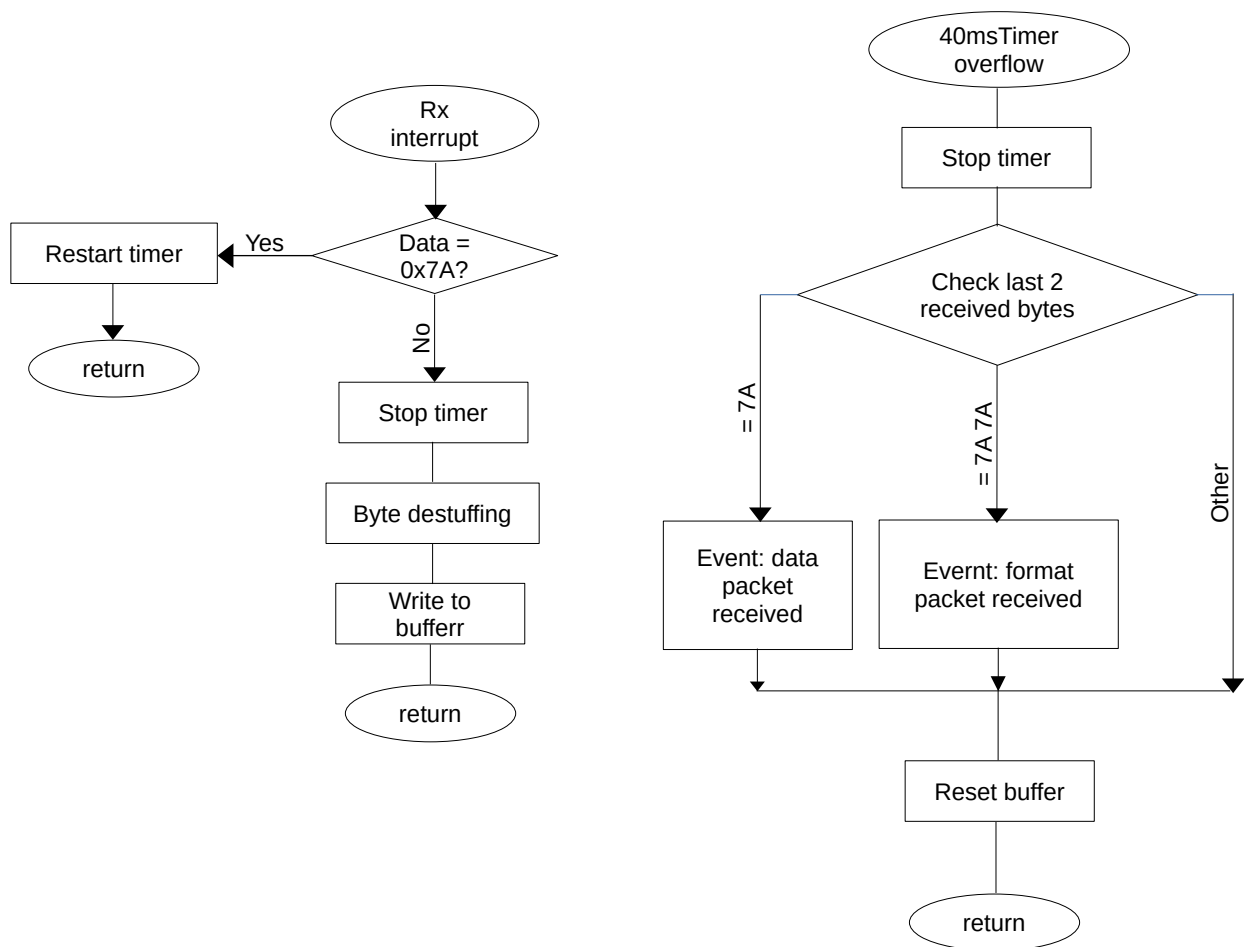 Rx
interrupt
Data =
0x7A?
Yes
Restart timer
return
No
Stop timer
Byte destuffing
Write to
bufferr
return
40msTimer
overflow
Stop timer
Check last 2
received bytes
= 7A
= 7A 7A
Other
Event: data
packet
received
Evernt: format
packet received
Reset buffer
return